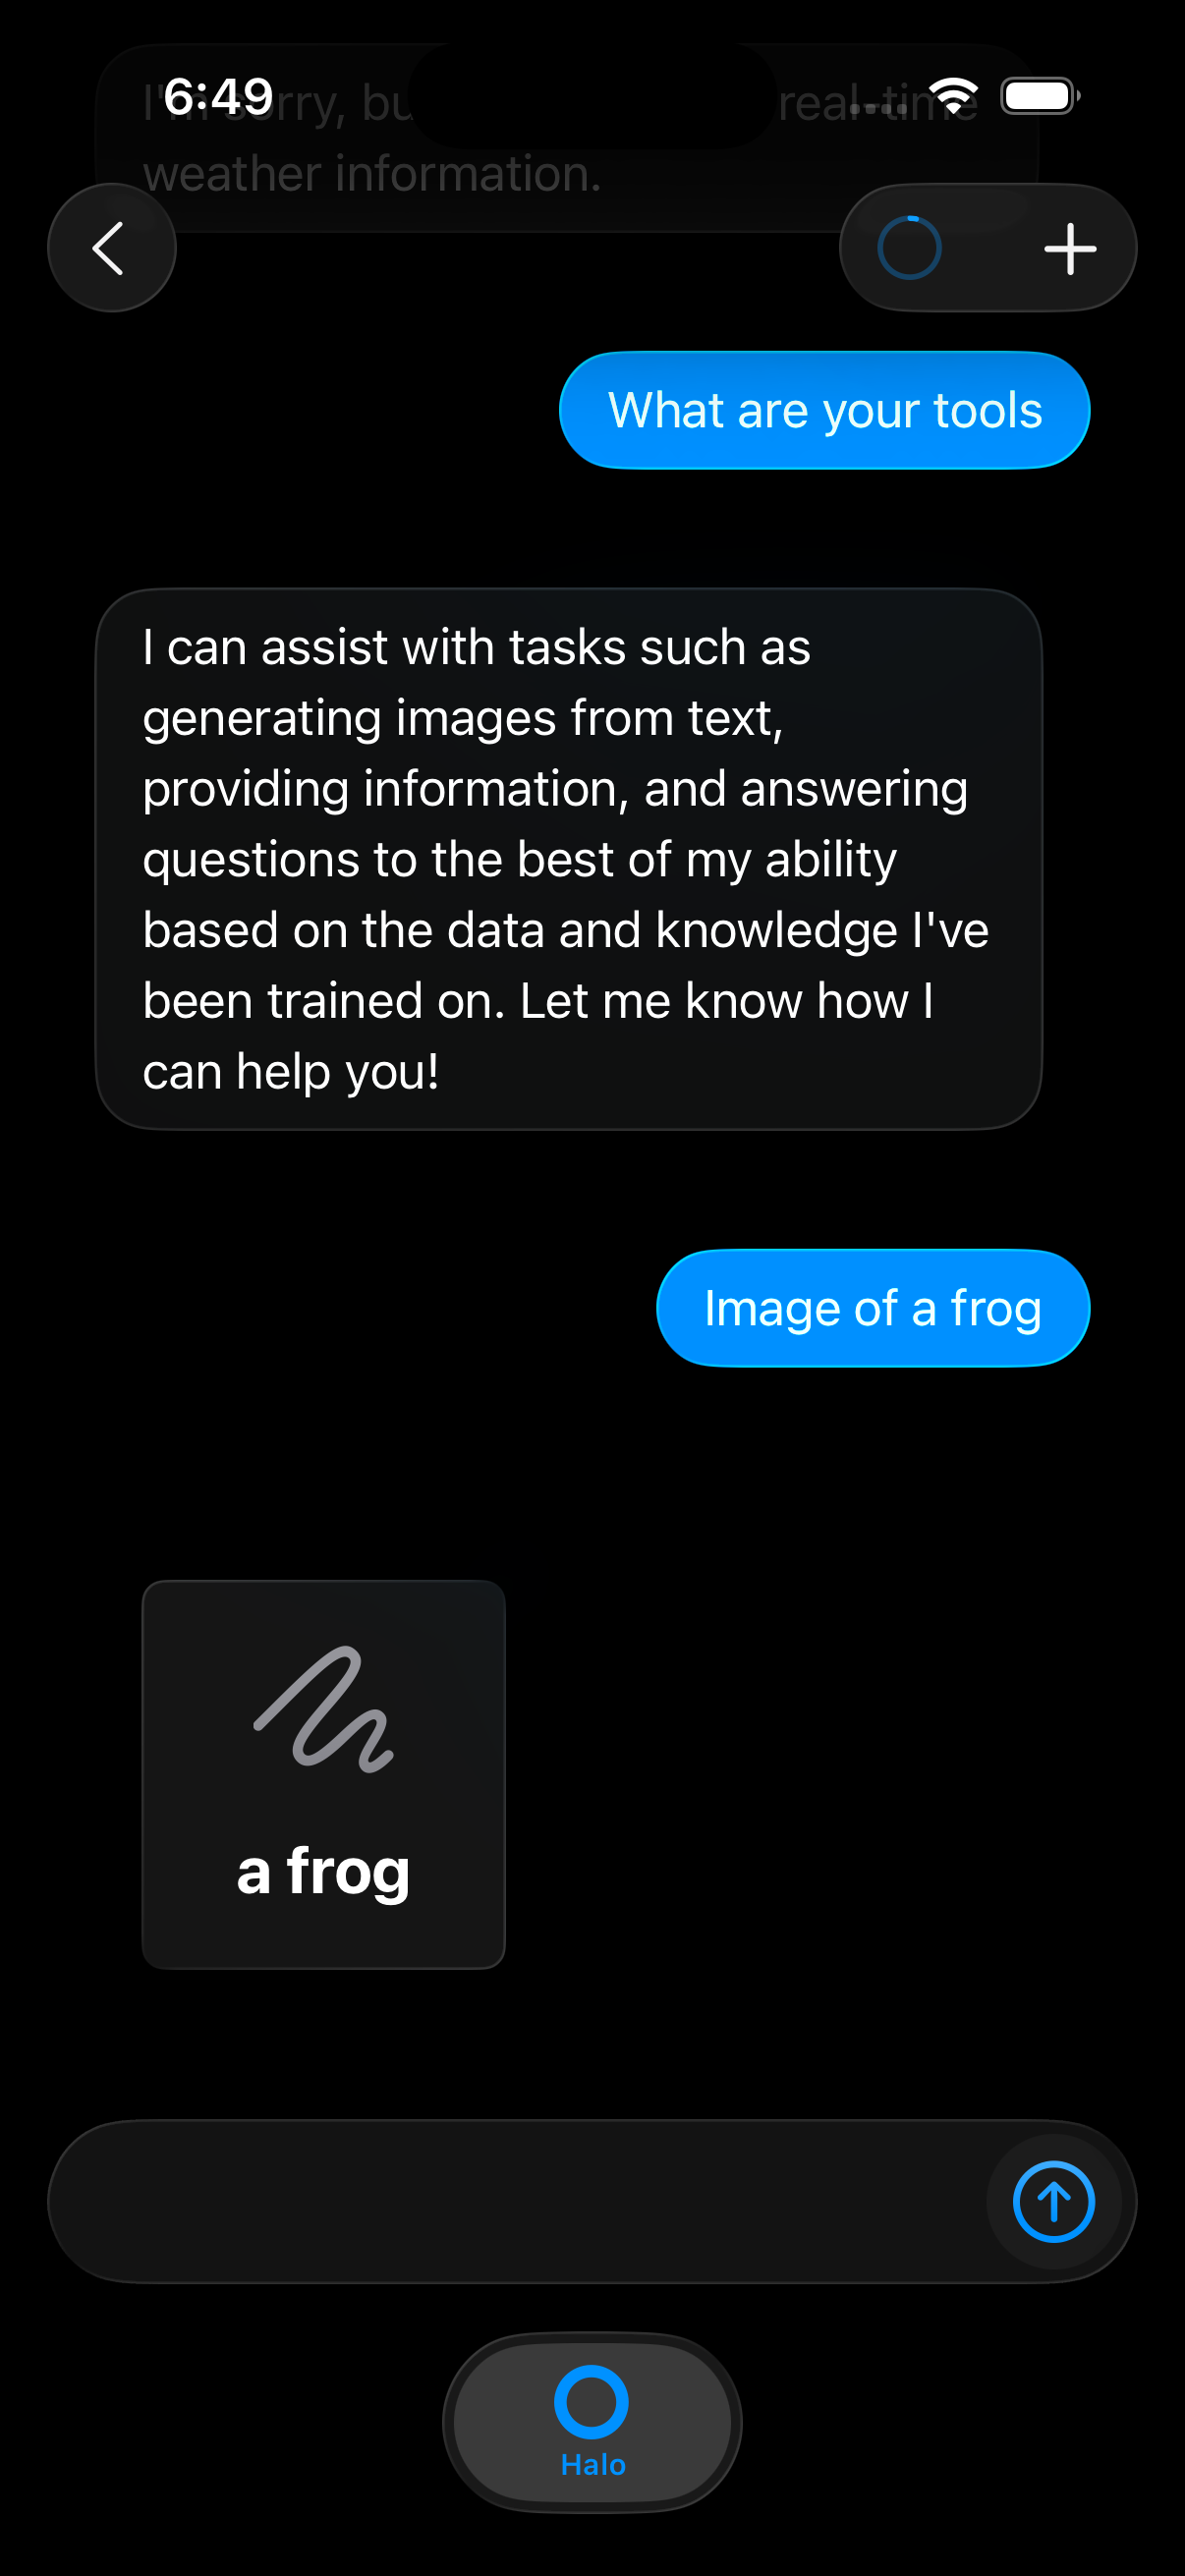 6:49
I'm sorry, bu real-time
weather information.
What are your tools
I can assist with tasks such as
generating images from text,
providing information, and answering
questions to the best of my ability
based on the data and knowledge I've
been trained on. Let me know how I
can help you!
Image of a frog
a frog
Halo